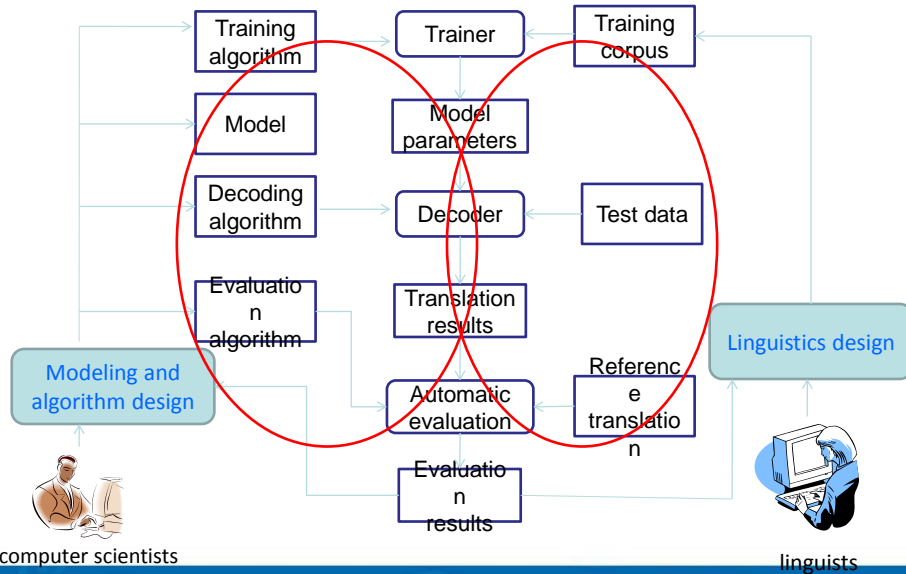 Training
algorithm
Trainer
Training
corpus
Model
Model
parameters
Decoding
algorithm
Decoder
Test data
Evaluatio
n
algorithm
Translation
results
Linguistics design
Modeling and
algorithm design
Automatic
evaluation
Referenc
e
translatio
n
Evaluatio
n
results
computer scientists
linguists